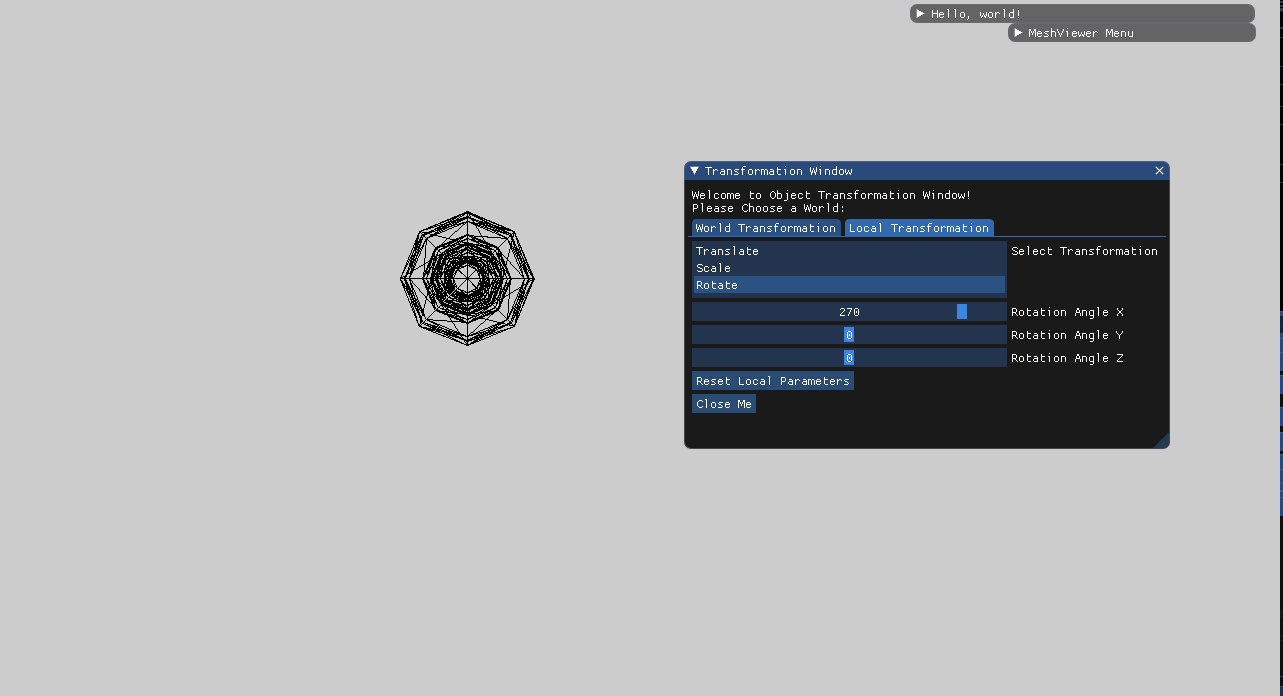 Hello, world!
MeshViewer Menu
Transformation Window
Welcome to Object Transformation Window!
Please Choose a World:
World Transformation Local Transformation
Translate Select Transformation
Scale
Rotate
270 Rotation Angle X
0 Rotation Angle Y
0 Rotation Angle Z
Reset Local Parameters
Close Me